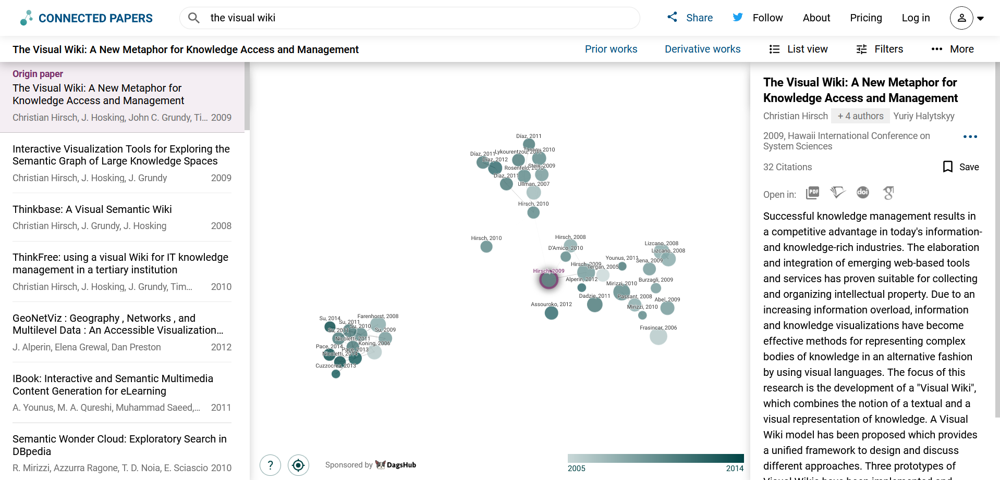 CONNECTED PAPERS
the visual wiki
Share
Follow
About
Pricing
Log in
The Visual Wiki: A New Metaphor for Knowledge Access and Management
Prior works
Derivative works
List view
Filters
More
Origin paper
The Visual Wiki: A New Metaphor for
Knowledge Access and Management
Christian Hirsch, J. Hosking, John C. Grundy, Ti... 2009
Interactive Visualization Tools for Exploring the
Semantic Graph of Large Knowledge Spaces
Christian Hirsch, J. Hosking, J. Grundy 2009
Thinkbase: A Visual Semantic Wiki
Christian Hirsch, J. Grundy, J. Hosking 2008
ThinkFree: using a visual Wiki for IT knowledge
management in a tertiary institution
Christian Hirsch, J. Hosking, J. Grundy, Tim... 2010
GeoNetViz : Geography , Networks , and
Multilevel Data : An Accessible Visualization...
J. Alperin, Elena Grewal, Dan Preston 2012
IBook: Interactive and Semantic Multimedia
Content Generation for eLearning
A. Younus, M. A. Qureshi, Muhammad Saeed,... 2011
Semantic Wonder Cloud: Exploratory Search in
DBpedia
R. Mirizzi, Azzurra Ragone, T. D. Noia, E. Sciascio 2010
Díaz, 2011
Díaz, 2011
Lykourentzou, 2010
Díaz, 2012
Rosenfeld, 2010
Stein, 2009
Díaz, 2011
Ullman, 2007
Hirsch, 2010
Hirsch, 2010
Hirsch, 2008
D'Amico, 2010
Lizcano, 2008
Lizcano, 2008
Younus, 2011
Sena, 2009
Hirsch, 2009
Tergan, 2005
Hirsch, 2009
Alperin, 2012
Mirizzi, 2010
Burzagli, 2009
Dadzie, 2011
Passant, 2008
Abel, 2009
Assouroko, 2012
Mirizzi, 2010
Frasincar, 2006
Su, 2014
Farenhorst, 2008
Su, 2011
Su, 2010
Su, 2011
Su, 2009
Nicoletti, 2011
Koning, 2006
Pace, 2014
Pace, 2013
Nicoletti, 2014
Cuzzocrea, 2013
?
Sponsored by DagsHub
2005
2014
The Visual Wiki: A New Metaphor for
Knowledge Access and Management
Christian Hirsch + 4 authors Yuriy Halytskyy
2009, Hawaii International Conference on
System Sciences
32 Citations
Save
Open in:
PDF
doi
Successful knowledge management results in
a competitive advantage in today's information-
and knowledge-rich industries. The elaboration
and integration of emerging web-based tools
and services has proven suitable for collecting
and organizing intellectual property. Due to an
increasing information overload, information
and knowledge visualizations have become
effective methods for representing complex
bodies of knowledge in an alternative fashion
by using visual languages. The focus of this
research is the development of a "Visual Wiki",
which combines the notion of a textual and a
visual representation of knowledge. A Visual
Wiki model has been proposed which provides
a unified framework to design and discuss
different approaches. Three prototypes of
Visual Wikis have been implemented and